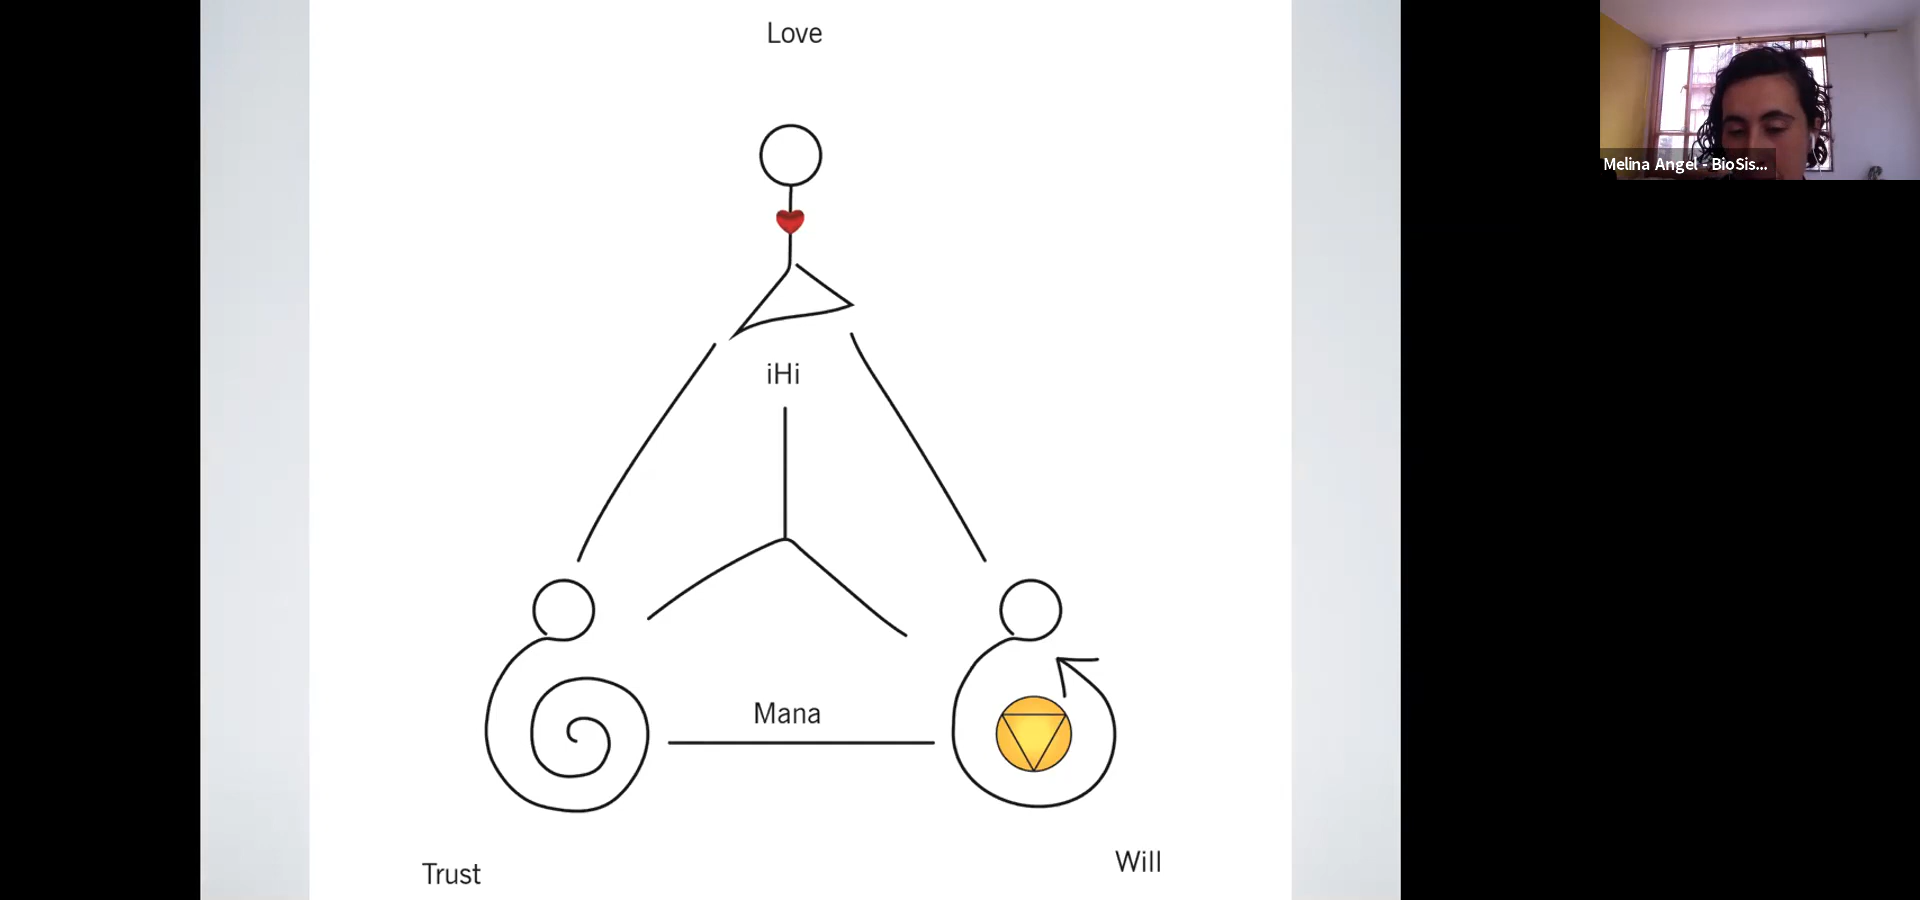 Love
Melina Angel - BioSis...
iHi
Mana
Will
Trust